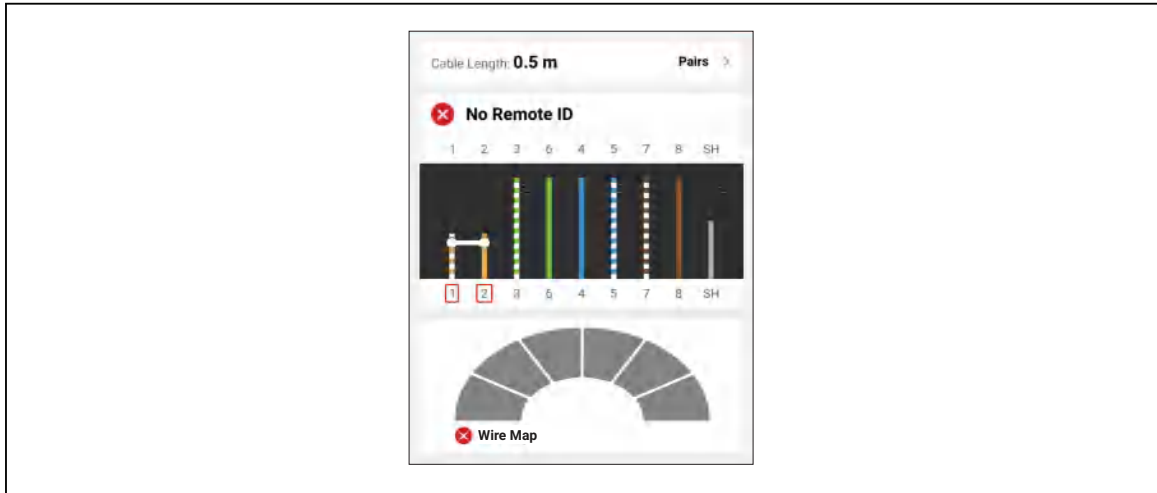 Cable Length: 0.5 m Pairs >
No Remote ID
1 2 3 6 4 5 7 8 SH
1 2 3 6 4 5 7 8 SH
Wire Map